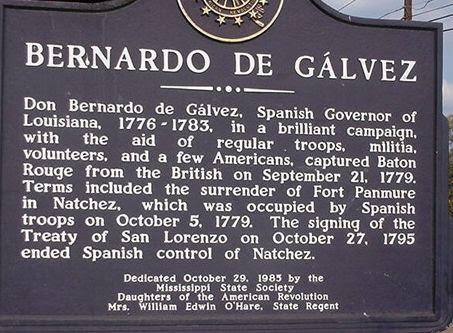 BERNARDO DE GÁLVEZ
Don Bernardo de Gálvez, Spanish Governor of
Louisiana, 1776-1783, in a brilliant campaign,
with the aid of regular troops, militia,
volunteers, and a few Americans, captured Baton
Rouge from the British on September 21, 1779.
Terms included the surrender of Fort Panmure
in Natchez, which was occupied by Spanish
troops on October 5, 1779. The signing of the
Treaty of San Lorenzo on October 27, 1795
ended Spanish control of Natchez.
Dedicated October 29, 1985 by the
Mississippi State Society
Daughters of the American Revolution
Mrs. William Edwin O'Hare, State Regent